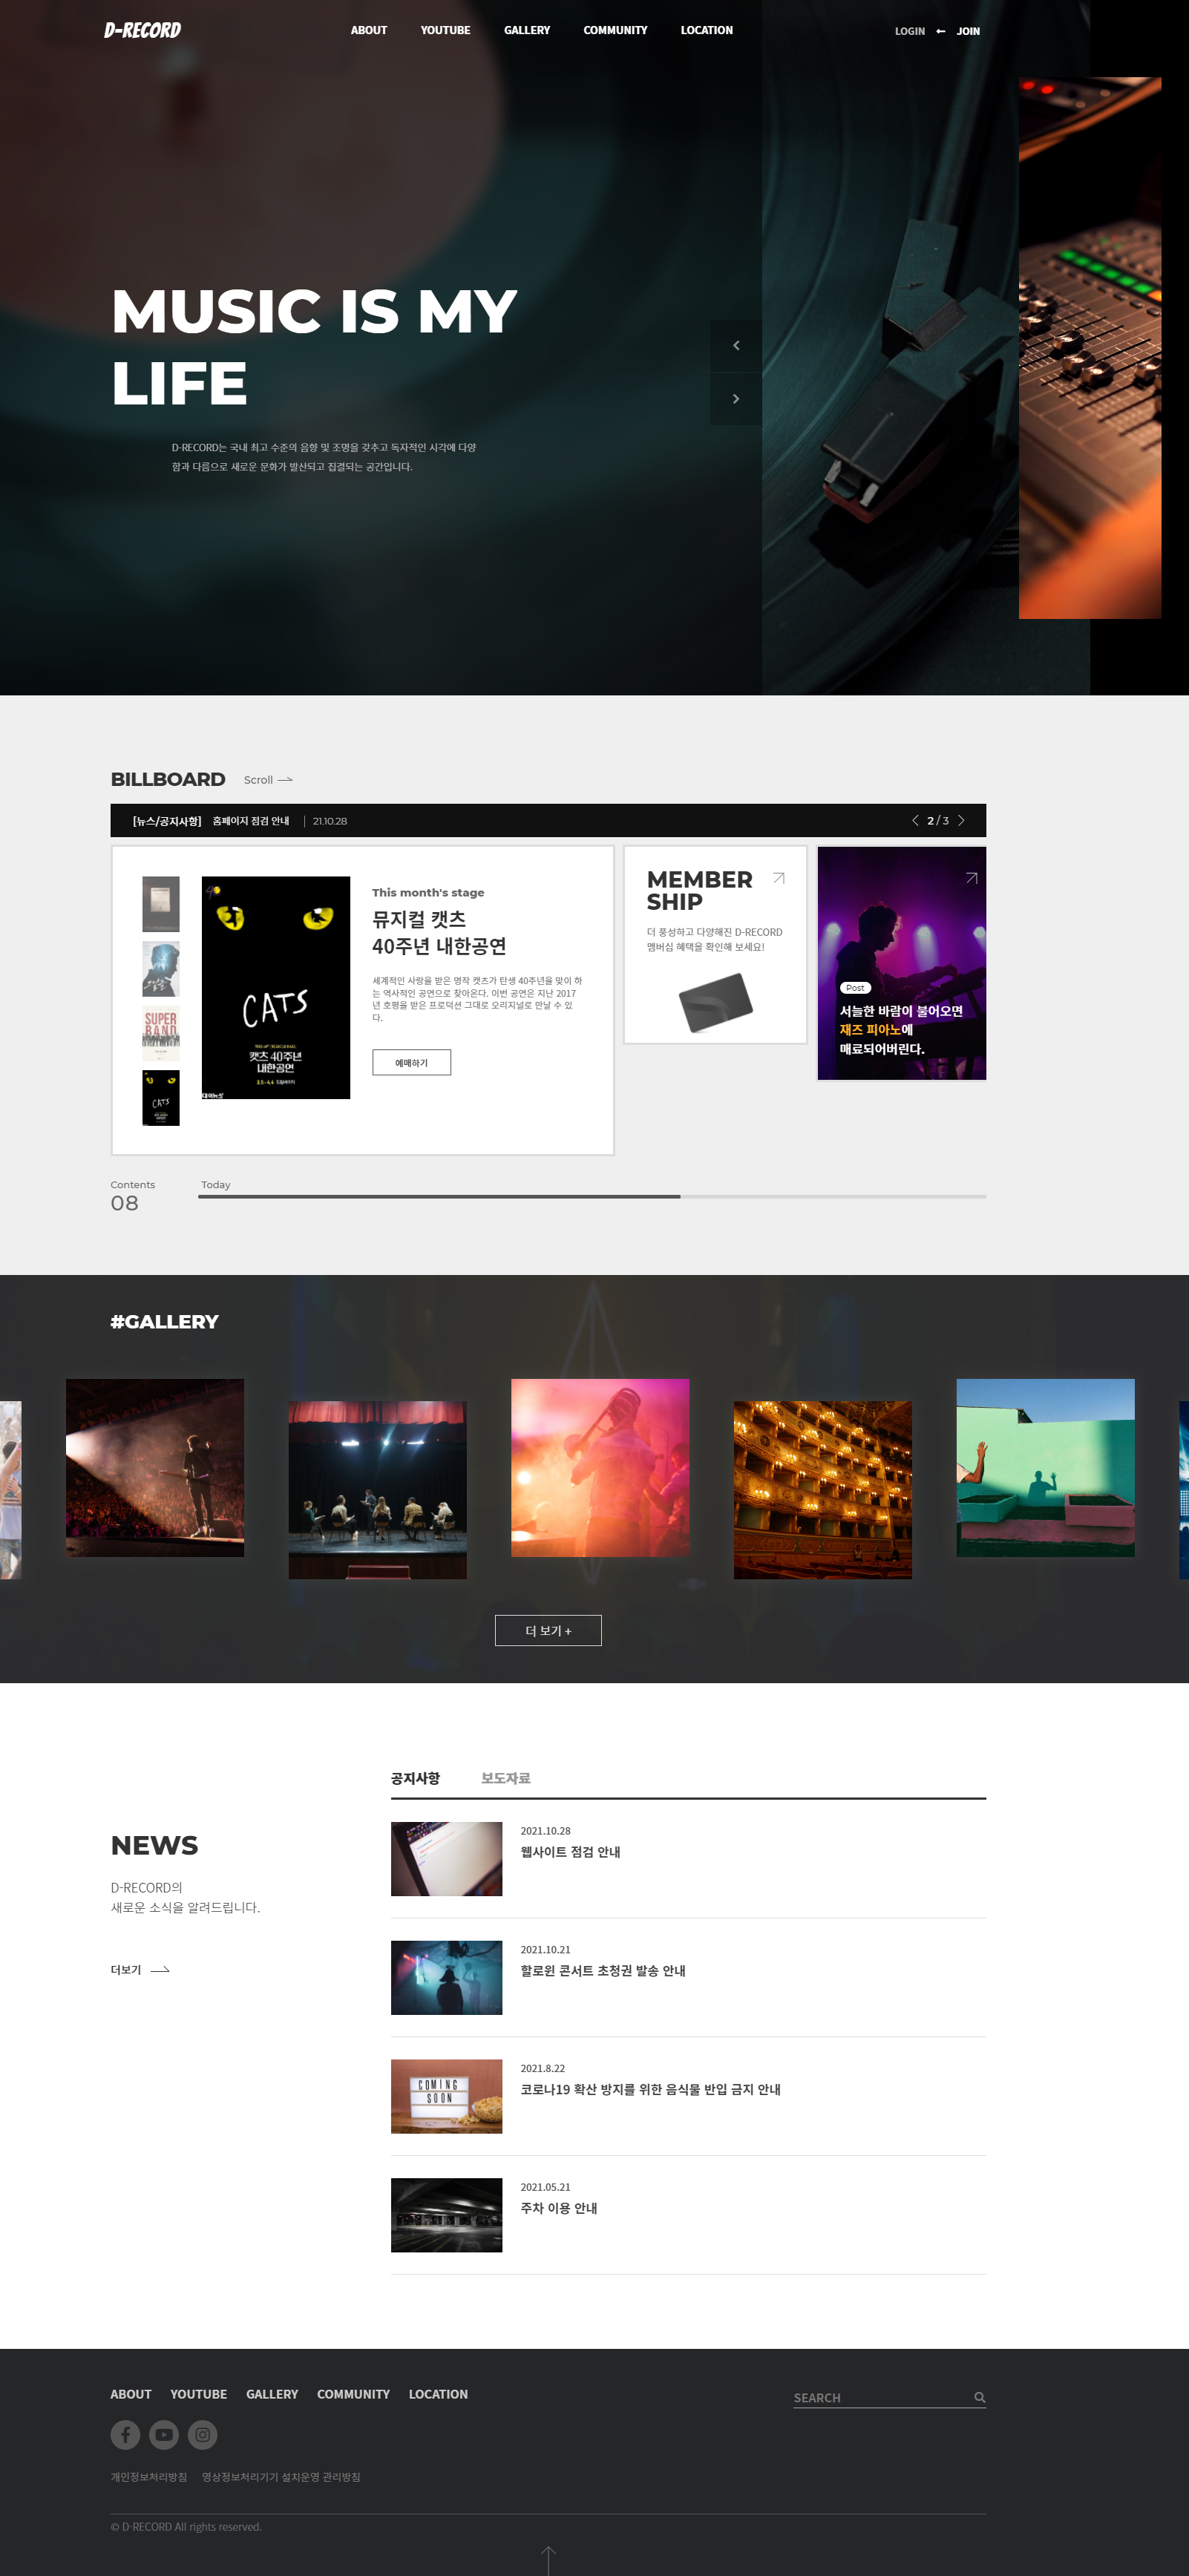 D-RECORD
ABOUT YOUTUBE GALLERY COMMUNITY LOCATION
LOGIN JOIN
MUSIC IS MY
LIFE
D-RECORD는 국내 최고 수준의 음향 및 조명을 갖추고 독자적인 시각에 다양
함과 다름으로 새로운 문화가 발산되고 집결되는 공간입니다.
BILLBOARD Scroll
[뉴스/공지사항] 홈페이지 점검 안내 21.10.28
2 / 3
SUPER
BAND
CATS
캣츠 40주년
내한공연
This month's stage
뮤지컬 캣츠
40주년 내한공연
세계적인 사랑을 받은 명작 캣츠가 탄생 40주년을 맞이 하
는 역사적인 공연으로 찾아온다. 이번 공연은 지난 2017
년 호평을 받은 프로덕션 그대로 오리지널로 만날 수 있
다.
예매하기
MEMBER
SHIP
더 풍성하고 다양해진 D-RECORD
멤버십 혜택을 확인해 보세요!
Post
서늘한 바람이 불어오면
재즈 피아노에
매료되어버린다.
Contents
08
Today
#GALLERY
더 보기 +
NEWS
D-RECORD의
새로운 소식을 알려드립니다.
더보기
공지사항 보도자료
2021.10.28
웹사이트 점검 안내
2021.10.21
할로윈 콘서트 초청권 발송 안내
COMING
SOON
2021.8.22
코로나19 확산 방지를 위한 음식물 반입 금지 안내
2021.05.21
주차 이용 안내
ABOUT YOUTUBE GALLERY COMMUNITY LOCATION
SEARCH
개인정보처리방침 영상정보처리기기 설치운영 관리방침
© D-RECORD All rights reserved.